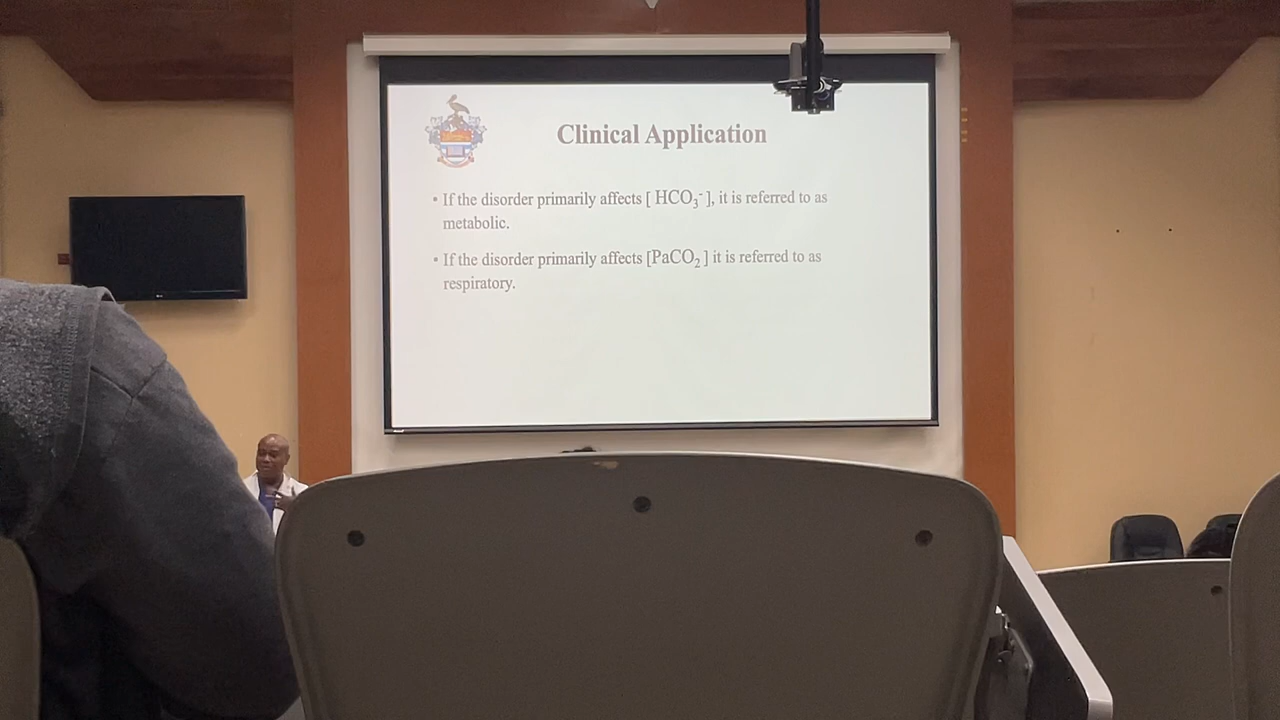 Clinical Application
• If the disorder primarily affects [ HCO₃⁻ ], it is referred to as
metabolic.
• If the disorder primarily affects [PaCO₂ ] it is referred to as
respiratory.